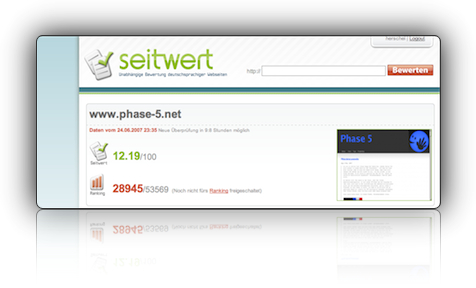 Logout
seitwert
Unabhängige Bewertung deutschsprachiger Webseiten
http://
Bewerten
www.phase-5.net
Daten vom 24.06.2007 23:35 Neue Überprüfung in 8.6 Stunden möglich
Seitwert
12.19/100
Ranking
28945/53569 (Noch nicht fürs Ranking freigeschaltet)
Phase 5